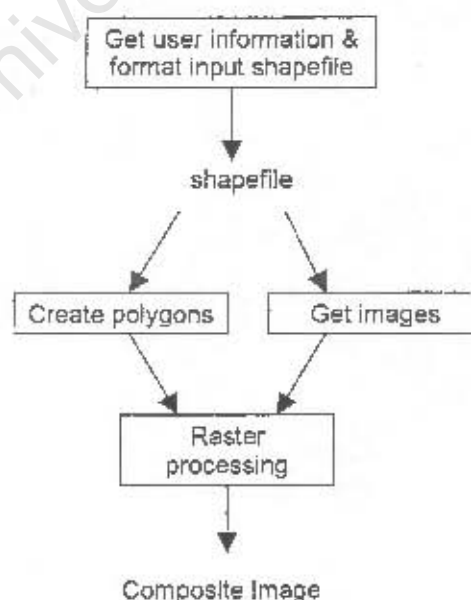 Get user information &
format input shapefile
shapefile
Create polygons
Get images
Raster
processing
Composite Image